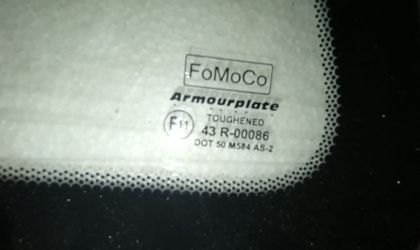 FoMoCo
Armourplate
TOUGHENED
E11
43 R-00086
DOT 50 M584 AS-2